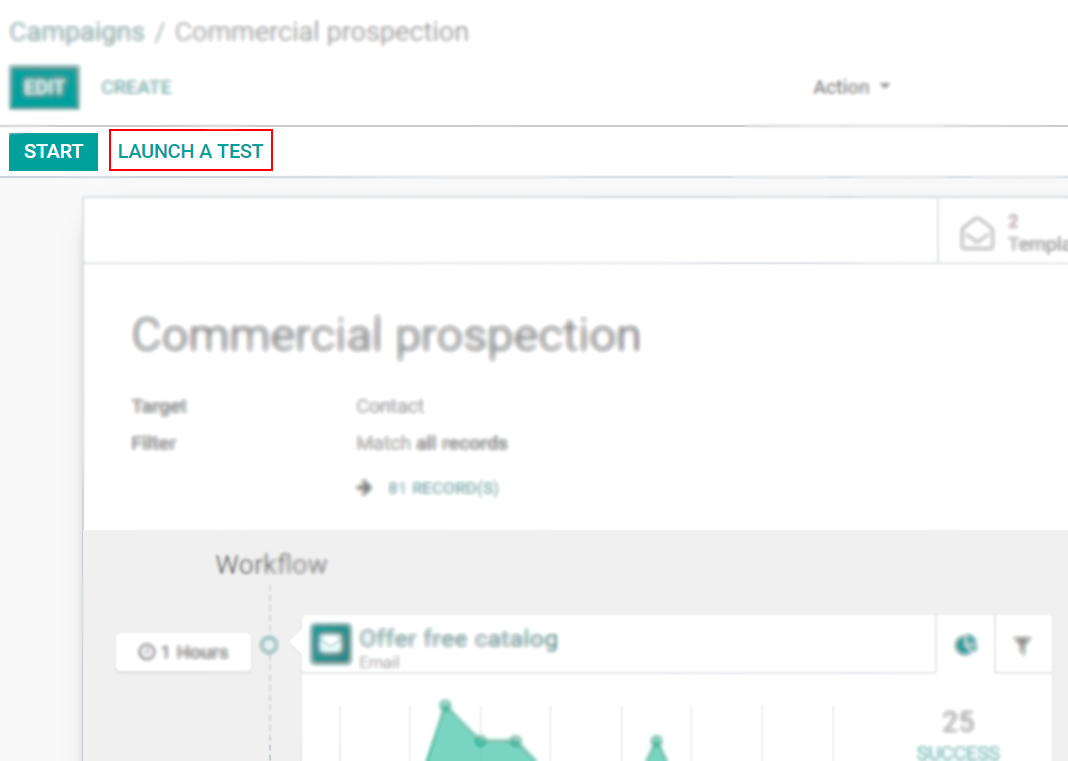 Campaigns / Commercial prospection
EDIT CREATE Action
START LAUNCH A TEST
2
Templa
Commercial prospection
Target Contact
Filter Match all records
81 RECORD(S)
Workflow
1 Hours
Offer free catalog
Email
25
SUCCESS